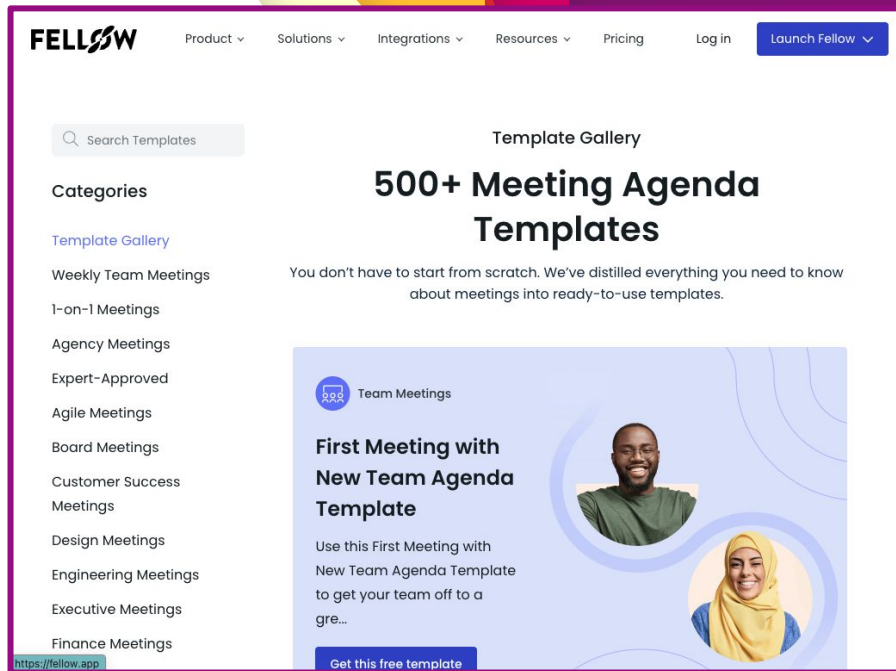 FELLOW
Product
Solutions
Integrations
Resources
Pricing
Log in
Launch Fellow
Search Templates
Categories
Template Gallery
Weekly Team Meetings
1-on-1 Meetings
Agency Meetings
Expert-Approved
Agile Meetings
Board Meetings
Customer Success
Meetings
Design Meetings
Engineering Meetings
Executive Meetings
Finance Meetings
https://fellow.app
Template Gallery
500+ Meeting Agenda
Templates
You don’t have to start from scratch. We’ve distilled everything you need to know
about meetings into ready-to-use templates.
Team Meetings
First Meeting with
New Team Agenda
Template
Use this First Meeting with
New Team Agenda Template
to get your team off to a
gre...
Get this free template